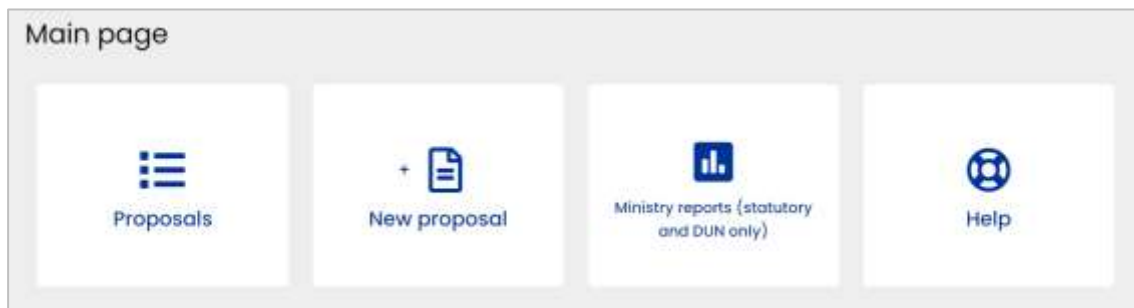 Main page
Proposals
+
New proposal
Ministry reports (statutory
and DUN only)
Help